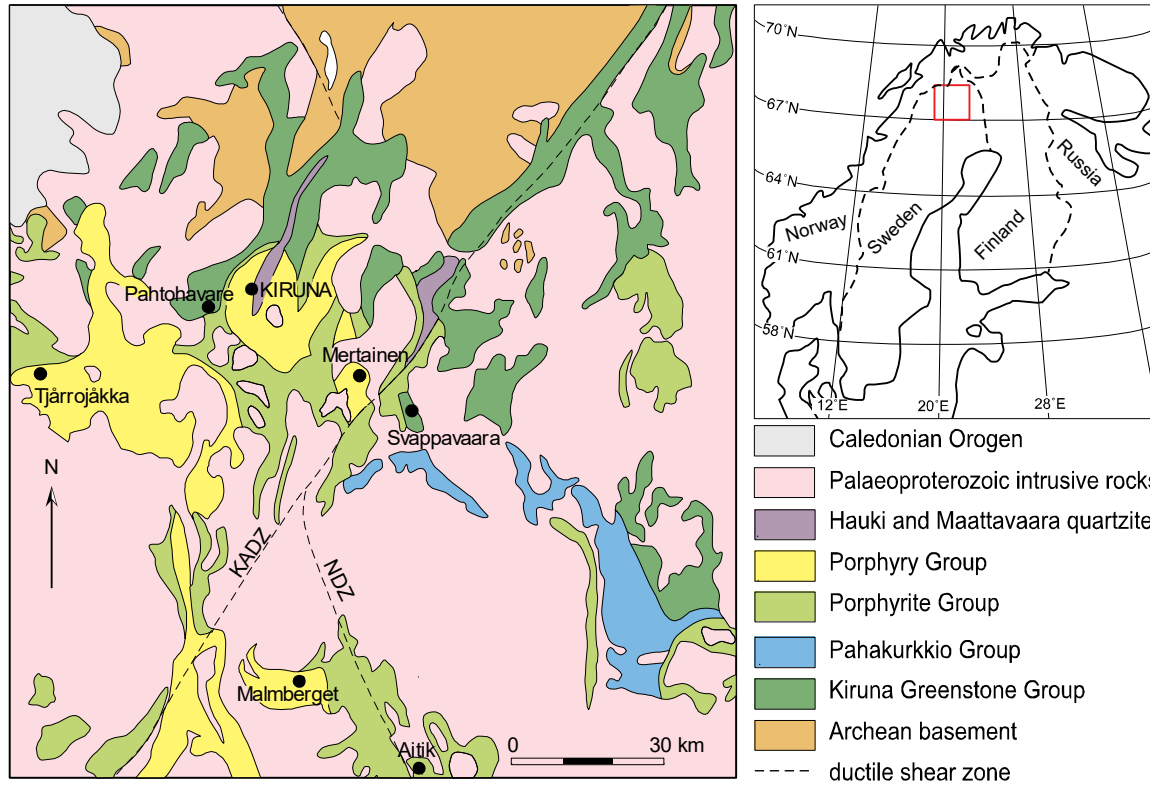 Pahtohavare
KIRUNA
Mertainen
Tjårrojåkka
Svappavaara
N
KADZ
NDZ
Malmberget
Aitik
0 30 km
70˚N
67˚N
64˚N
61˚N
58˚N
Norway
Sweden
Finland
Russia
12˚E 20˚E 28˚E
Caledonian Orogen
Palaeoproterozoic intrusive rocks
Hauki and Maattavaara quartzite
Porphyry Group
Porphyrite Group
Pahakurkkio Group
Kiruna Greenstone Group
Archean basement
ductile shear zone